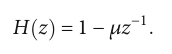 H(z) = 1 − μz⁻¹.